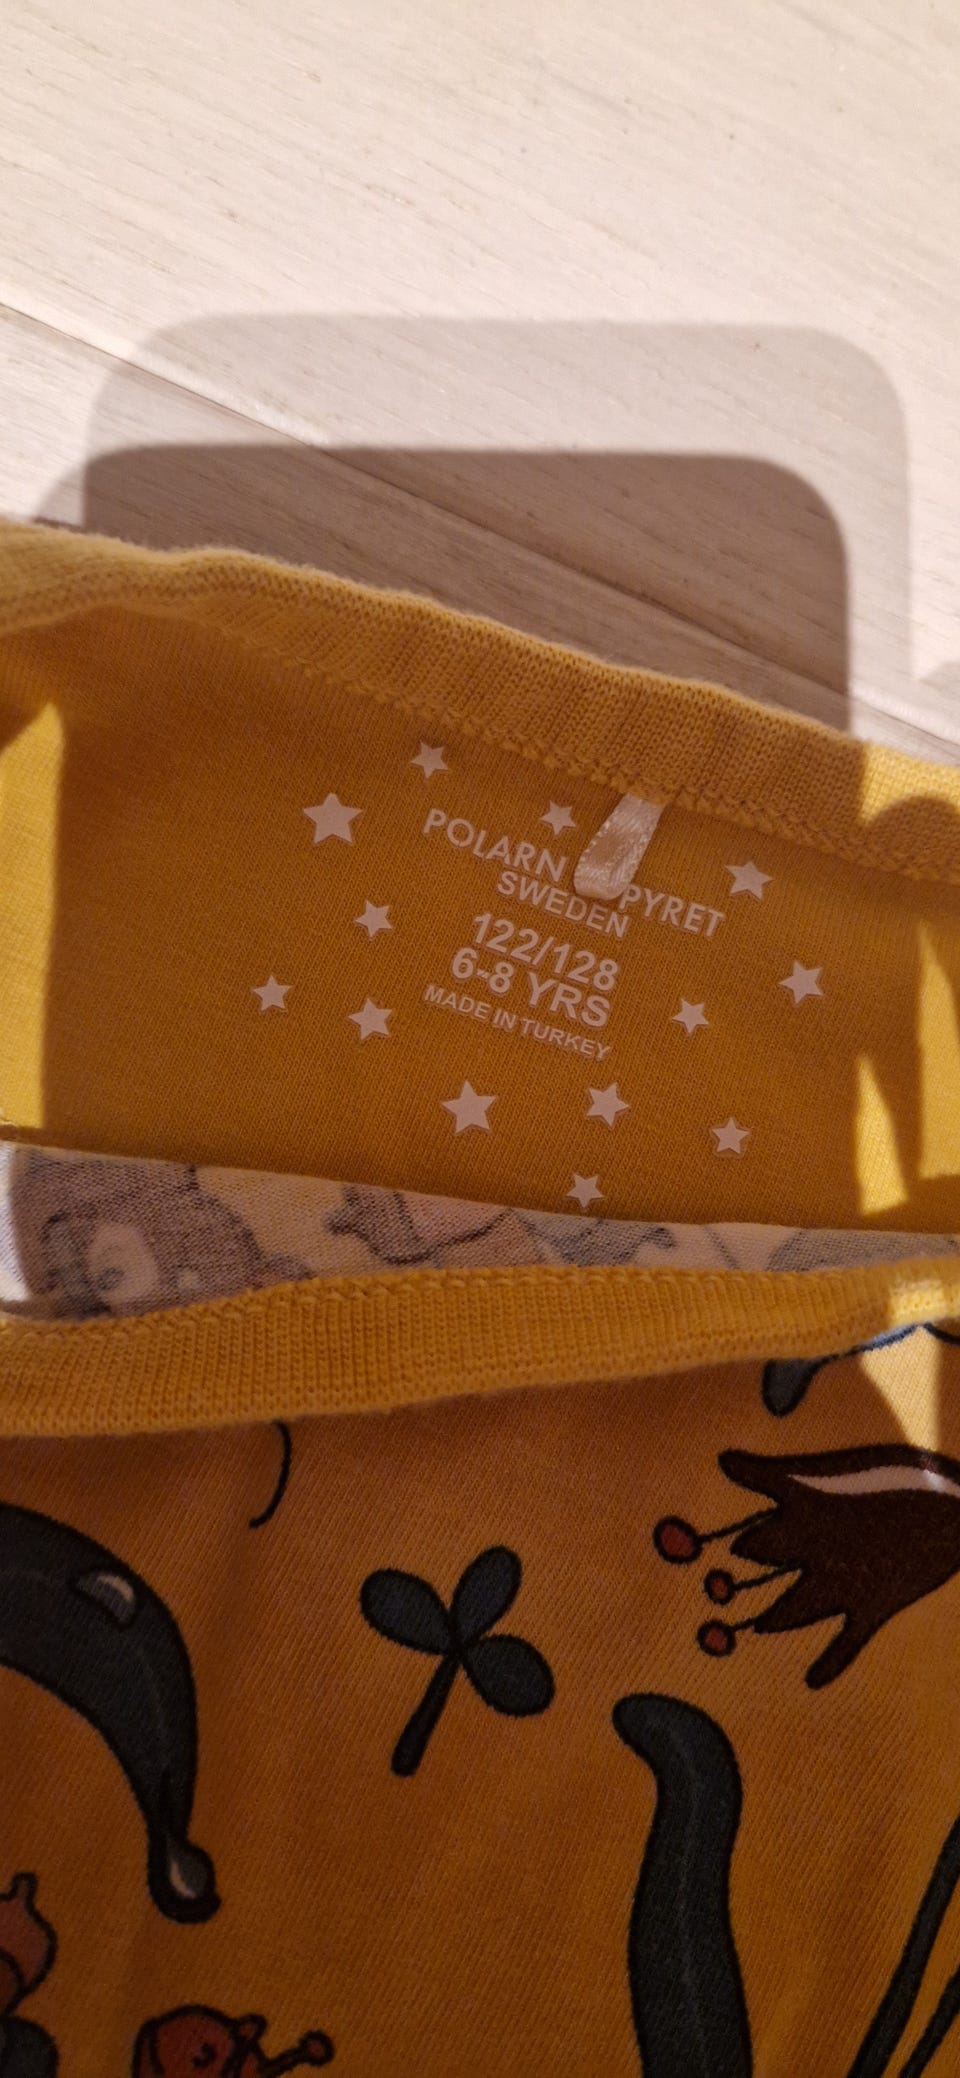 POLARN PYRET
SWEDEN
122/128
6-8 YRS
MADE IN TURKEY